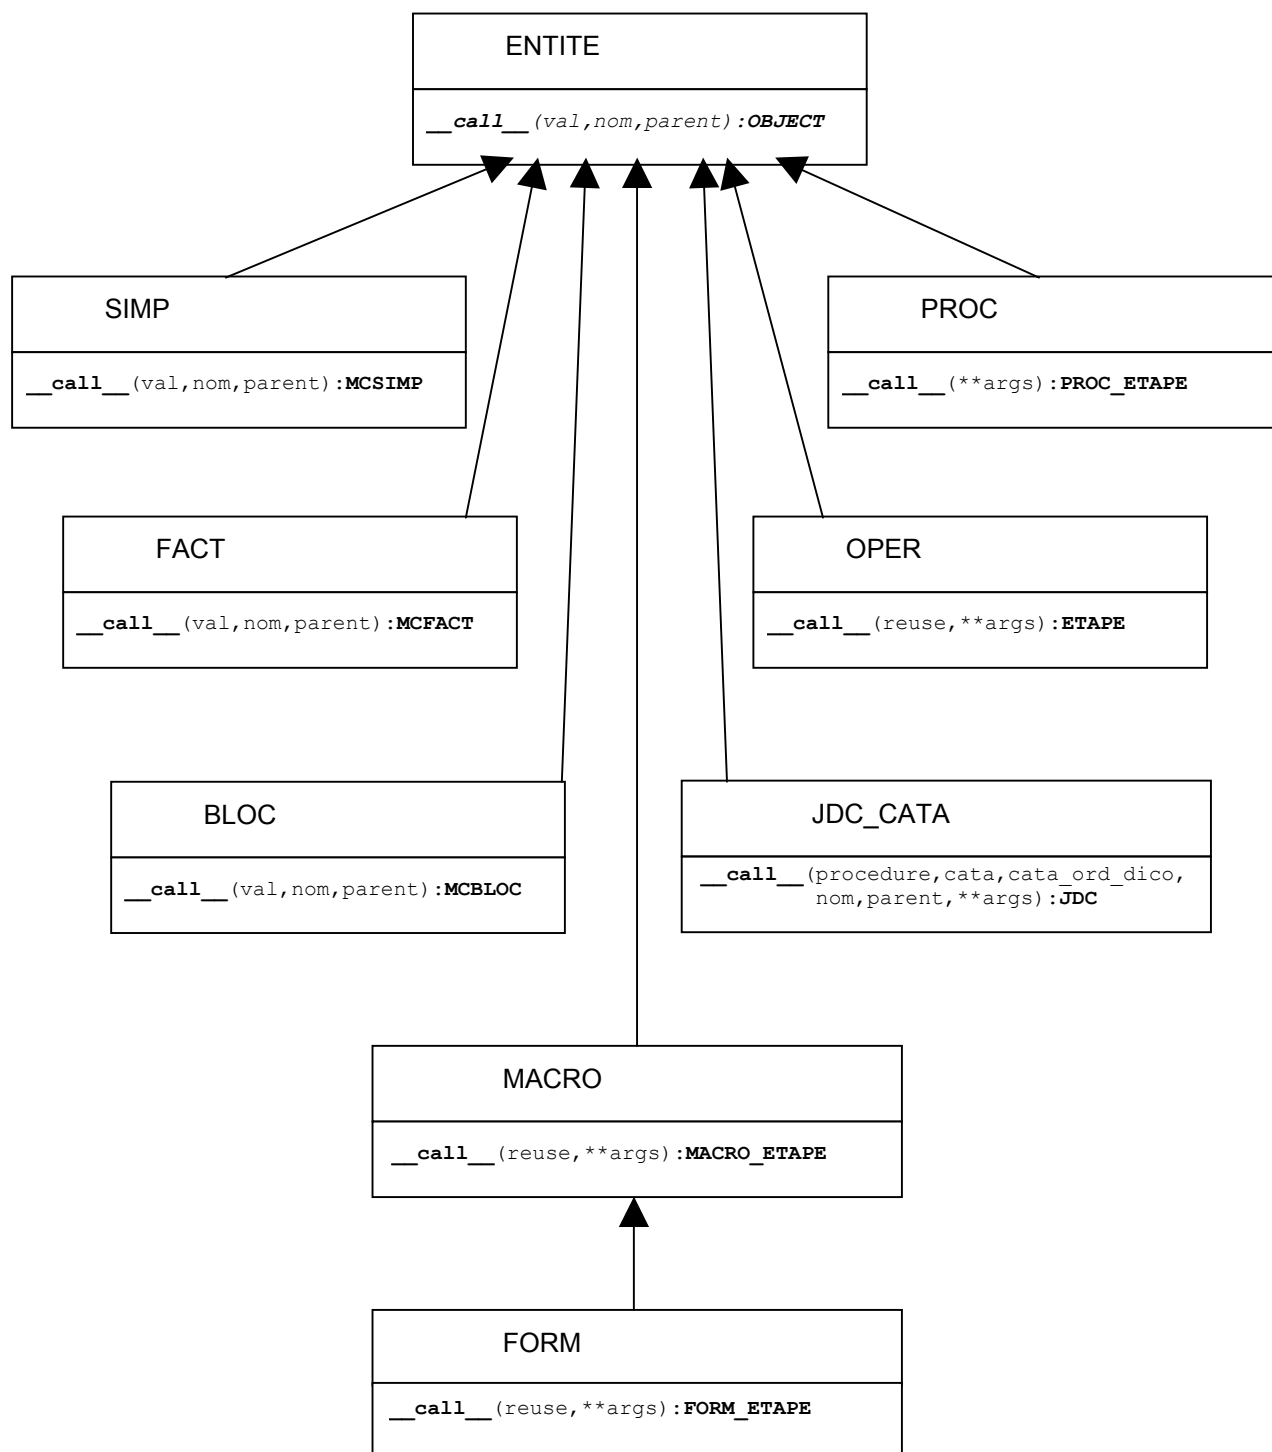 ENTITE
__call__(val,nom,parent):OBJECT
SIMP
__call__(val,nom,parent):MCSIMP
PROC
__call__(**args):PROC_ETAPE
FACT
__call__(val,nom,parent):MCFACT
OPER
__call__(reuse,**args):ETAPE
BLOC
__call__(val,nom,parent):MCBLOC
JDC_CATA
__call__(procedure,cata,cata_ord_dico,
nom,parent,**args):JDC
MACRO
__call__(reuse,**args):MACRO_ETAPE
FORM
__call__(reuse,**args):FORM_ETAPE